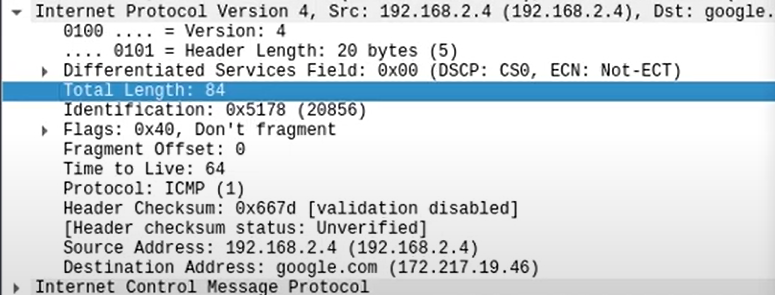 Internet Protocol Version 4, Src: 192.168.2.4 (192.168.2.4), Dst: google.
0100 .... = Version: 4
.... 0101 = Header Length: 20 bytes (5)
Differentiated Services Field: 0x00 (DSCP: CS0, ECN: Not-ECT)
Total Length: 84
Identification: 0x5178 (20856)
Flags: 0x40, Don't fragment
Fragment Offset: 0
Time to Live: 64
Protocol: ICMP (1)
Header Checksum: 0x667d [validation disabled]
[Header checksum status: Unverified]
Source Address: 192.168.2.4 (192.168.2.4)
Destination Address: google.com (172.217.19.46)
Internet Control Message Protocol